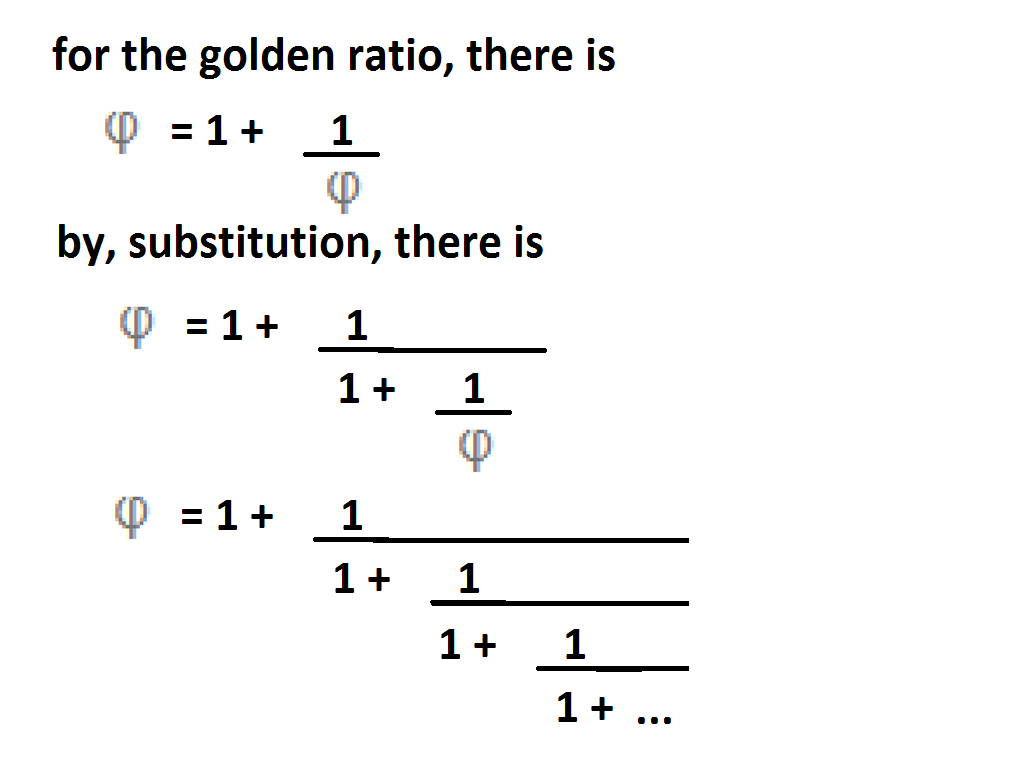 for the golden ratio, there is
φ = 1 + 1
φ
by, substitution, there is
φ = 1 + 1
1 + 1
φ
φ = 1 + 1
1 + 1
1 + 1
1 + ...